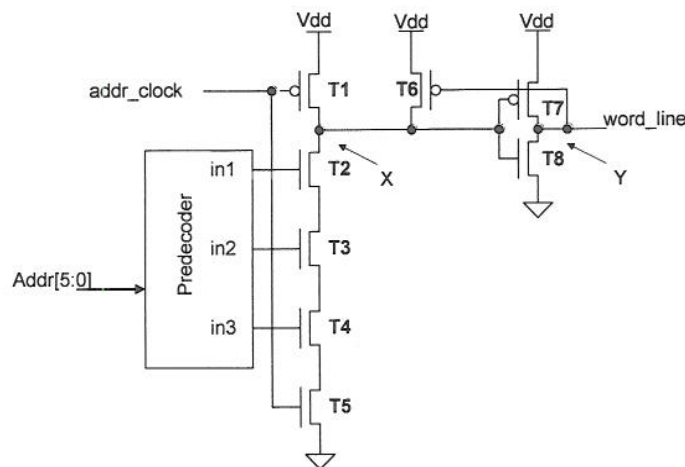 Vdd
Vdd
Vdd
addr_clock
T1
T6
T7
word_line
in1
T2
X
T8
Y
Predecoder
in2
T3
Addr[5:0]
in3
T4
T5